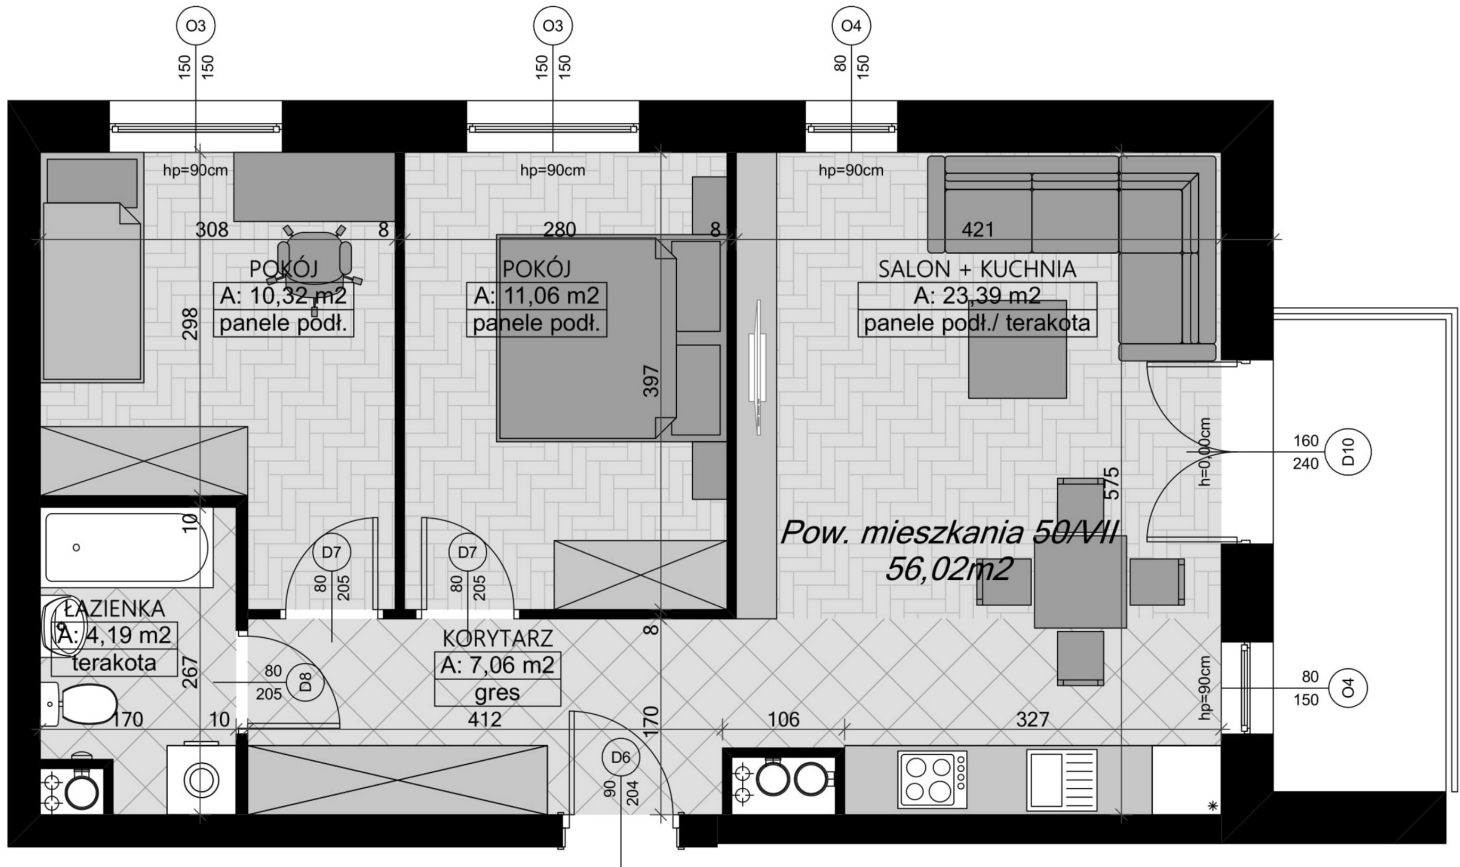 O3
150
150
O3
150
150
O4
80
150
hp=90cm
hp=90cm
hp=90cm
308
8
280
8
421
POKÓJ
A: 10,32 m2
panele podł.
POKÓJ
A: 11,06 m2
panele podł.
SALON + KUCHNIA
A: 23,39 m2
panele podł./ terakota
298
397
575
h=0,00cm
160
240
D10
10
Pow. mieszkania 50/VII
56,02m2
D7
80
205
D7
80
205
ŁAZIENKA
A: 4,19 m2
terakota
267
8
KORYTARZ
A: 7,06 m2
gres
80
205
D8
hp=90cm
80
150
O4
170
10
412
170
106
327
D6
90
204
*